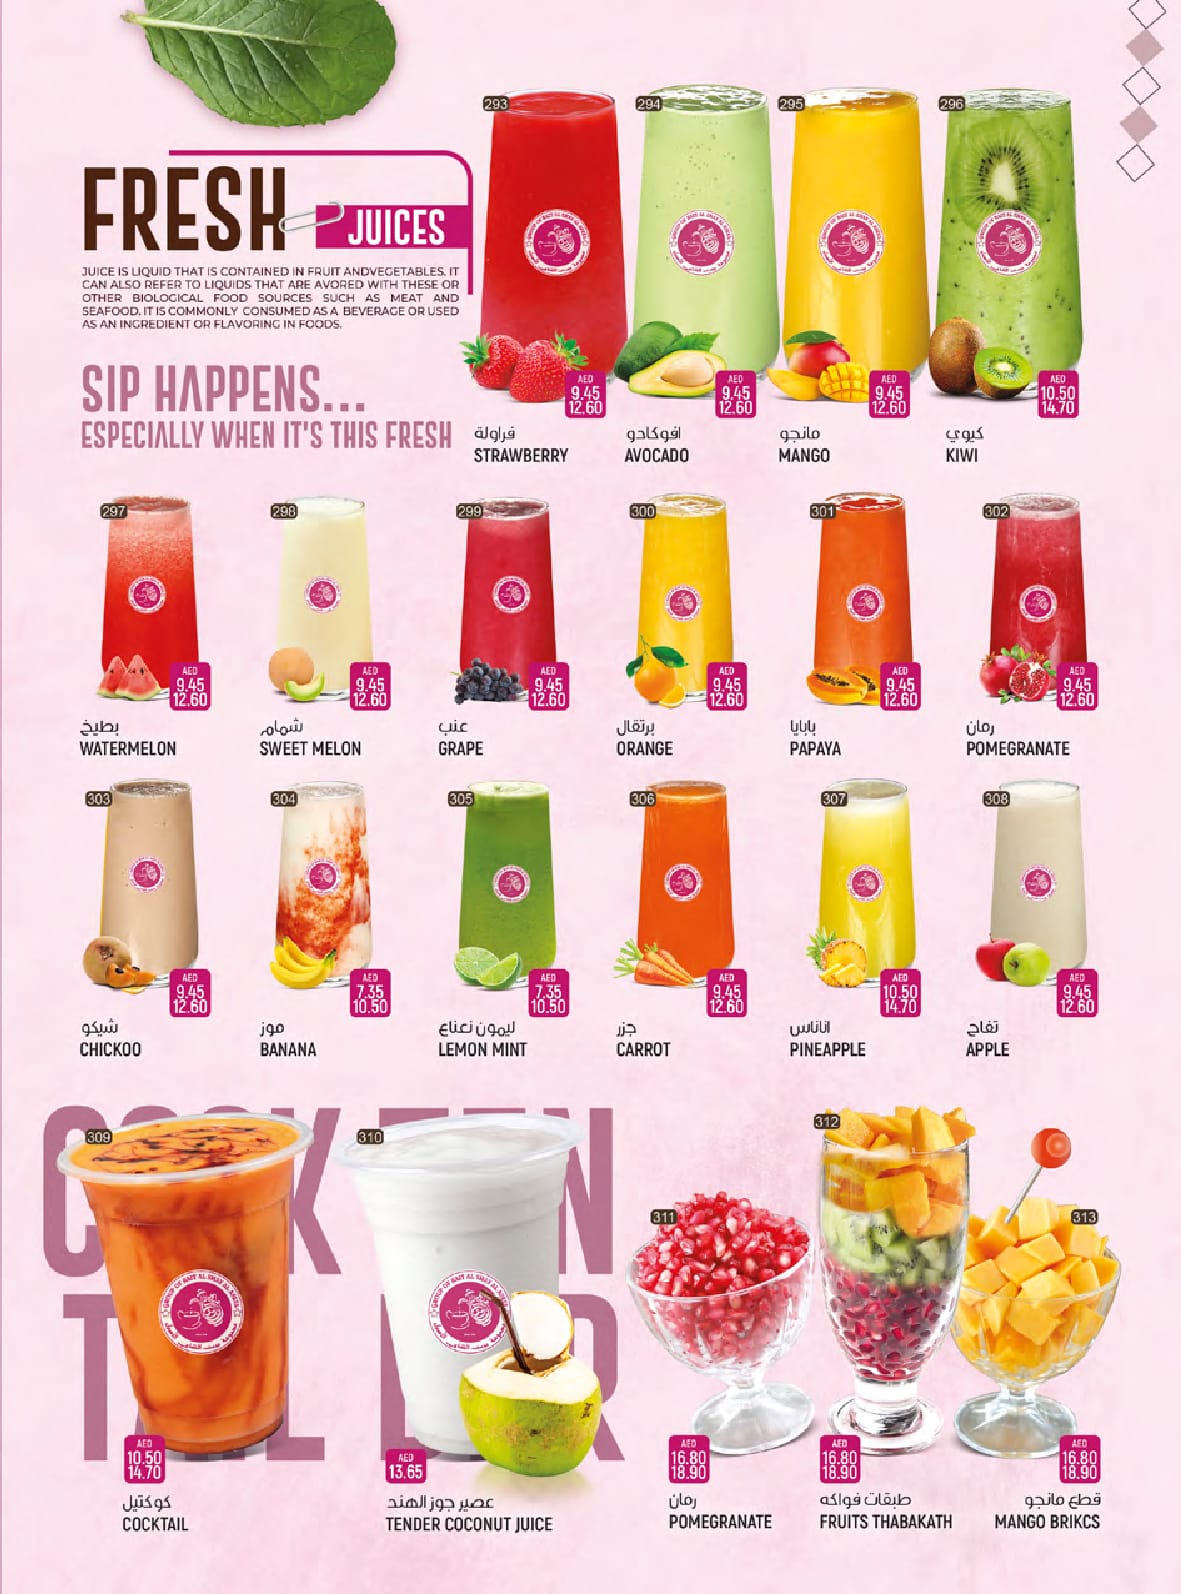 FRESH
JUICES
JUICE IS LIQUID THAT IS CONTAINED IN FRUIT ANDVEGETABLES. IT
CAN ALSO REFER TO LIQUIDS THAT ARE AVORED WITH THESE OR
OTHER BIOLOGICAL FOOD SOURCES SUCH AS MEAT AND
SEAFOOD. IT IS COMMONLY CONSUMED AS A BEVERAGE OR USED
AS AN INGREDIENT OR FLAVORING IN FOODS.
SIP HAPPENS...
ESPECIALLY WHEN IT'S THIS FRESH
293
AED
9.45
12.60
فراولة
STRAWBERRY
294
AED
9.45
12.60
افوكادو
AVOCADO
295
AED
9.45
12.60
مانجو
MANGO
296
AED
10.50
14.70
كيوي
KIWI
297
AED
9.45
12.60
بطيخ
WATERMELON
298
AED
9.45
12.60
شمام
SWEET MELON
299
AED
9.45
12.60
عنب
GRAPE
300
AED
9.45
12.60
برتقال
ORANGE
301
AED
9.45
12.60
بابايا
PAPAYA
302
AED
9.45
12.60
رمان
POMEGRANATE
303
AED
9.45
12.60
شيكو
CHICKOO
304
AED
7.35
10.50
موز
BANANA
305
AED
7.35
10.50
ليمون نعناع
LEMON MINT
306
AED
9.45
12.60
جزر
CARROT
307
AED
10.50
14.70
اناناس
PINEAPPLE
308
AED
9.45
12.60
تفاح
APPLE
309
AED
10.50
14.70
كوكتيل
COCKTAIL
310
AED
13.65
عصير جوز الهند
TENDER COCONUT JUICE
311
AED
16.80
18.90
رمان
POMEGRANATE
312
AED
16.80
18.90
طبقات فواكه
FRUITS THABAKATH
313
AED
16.80
18.90
قطع مانجو
MANGO BRIKCS